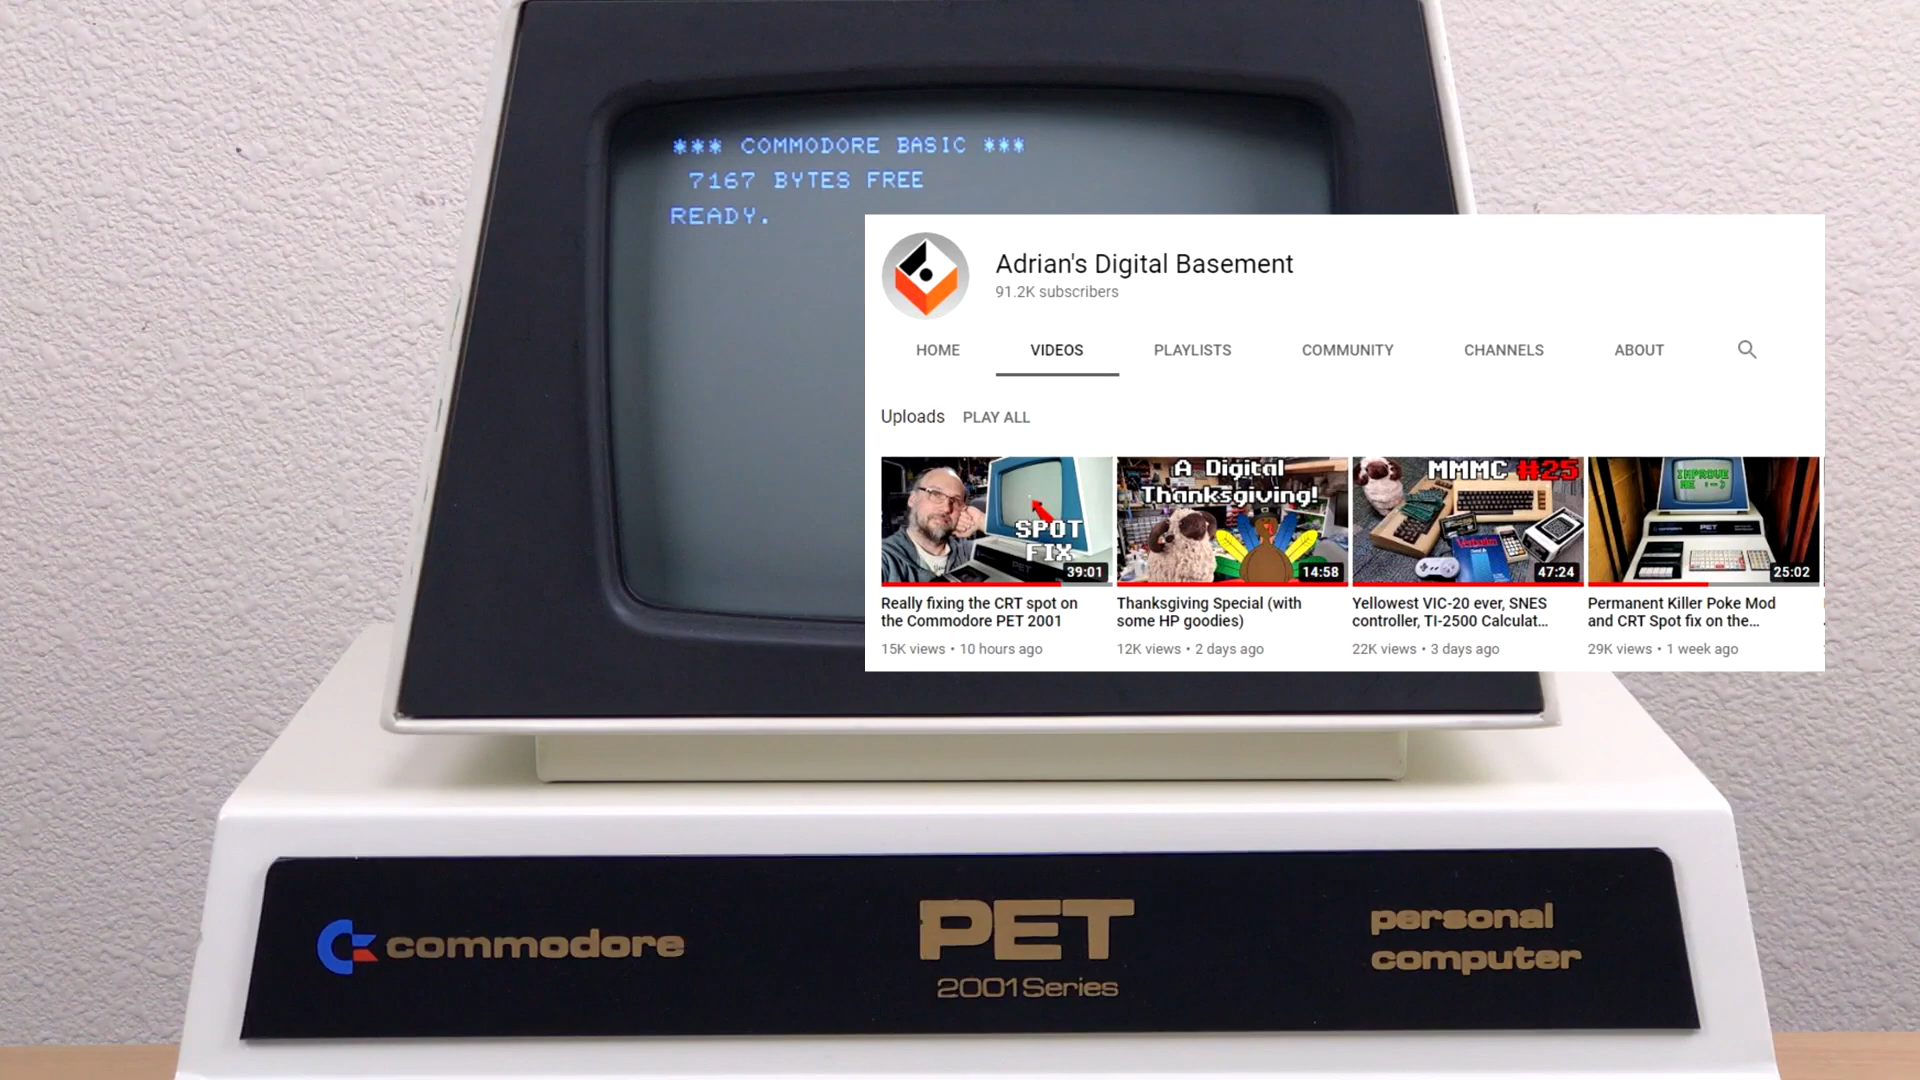 *** COMMODORE BASIC ***
7167 BYTES FREE
READY.
Adrian's Digital Basement
91.2K subscribers
HOME VIDEOS PLAYLISTS COMMUNITY CHANNELS ABOUT
Uploads PLAY ALL
SPOT
FIX
39:01
Really fixing the CRT spot on
the Commodore PET 2001
15K views • 10 hours ago
A Digital
Thanksgiving!
14:58
Thanksgiving Special (with
some HP goodies)
12K views • 2 days ago
MMMC #25
Verbatim
47:24
Yellowest VIC-20 ever, SNES
controller, TI-2500 Calculat...
22K views • 3 days ago
IMPROVE
ME :-)
PET
25:02
Permanent Killer Poke Mod
and CRT Spot fix on the...
29K views • 1 week ago
commodore
PET
2001 Series
personal
computer